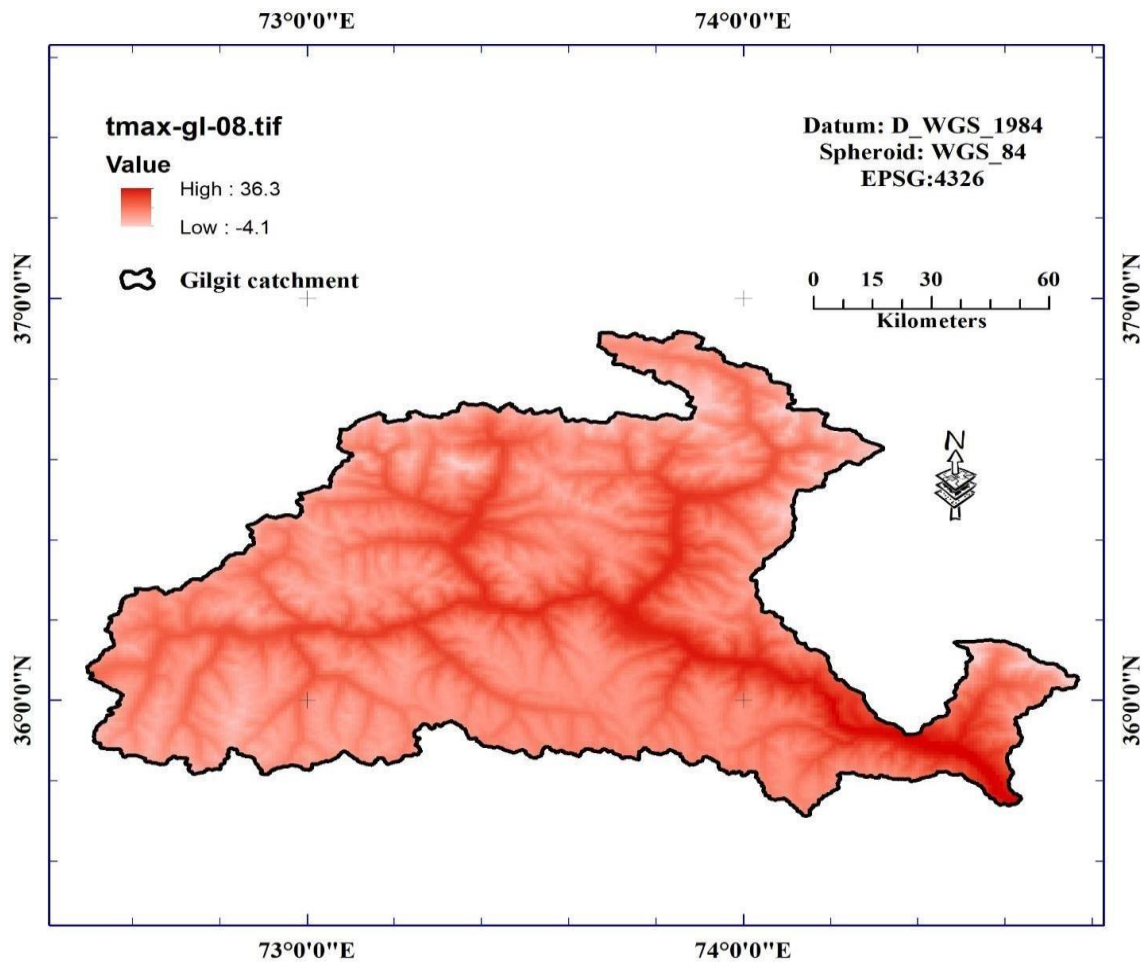 73°0'0"E 74°0'0"E
tmax-gl-08.tif
Value
High : 36.3
Low : -4.1
Gilgit catchment
Datum: D_WGS_1984
Spheroid: WGS_84
EPSG:4326
0 15 30 60
Kilometers
37°0'0"N 37°0'0"N
N
36°0'0"N 36°0'0"N
73°0'0"E 74°0'0"E